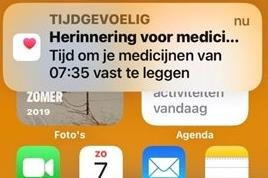 TIJDGEVOELIG nu
Herinnering voor medici...
Tijd om je medicijnen van
07:35 vast te leggen
ZOMER
2019
activiteiten
vandaag
Foto's
Agenda
ZO
7